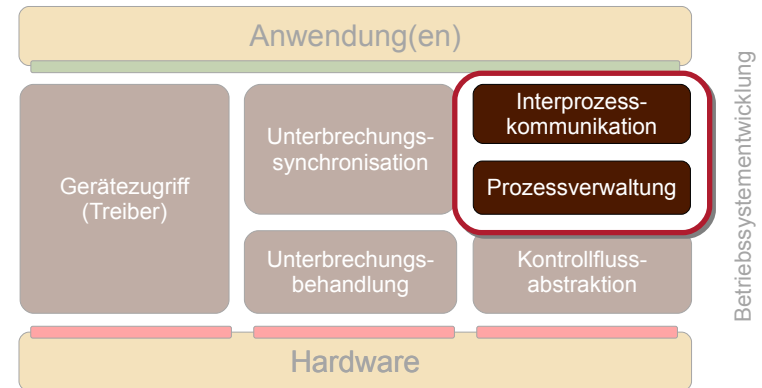 Anwendung(en)
Gerätezugriff
(Treiber)
Unterbrechungs-
synchronisation
Interprozess-
kommunikation
Prozessverwaltung
Unterbrechungs-
behandlung
Kontrollfluss-
abstraktion
Hardware
Betriebssystementwicklung